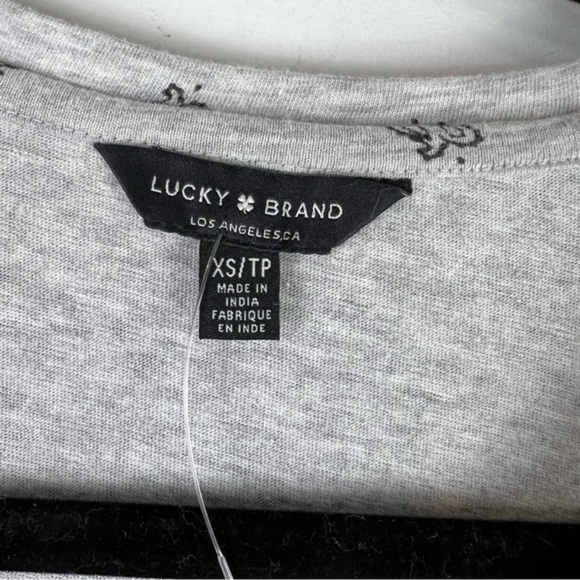 LUCKY BRAND
LOS ANGELES,CA
XS/TP
MADE IN
INDIA
FABRIQUE
EN INDE